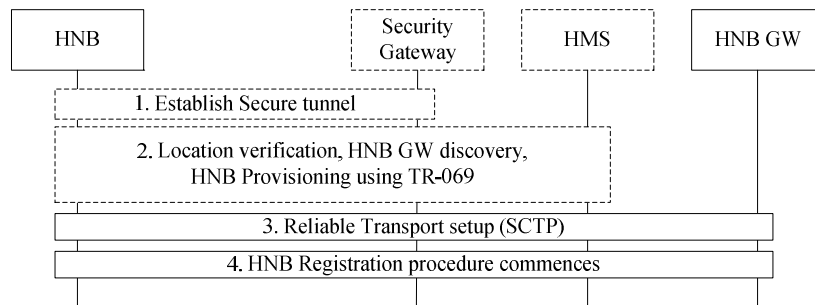 HNB
Security
Gateway
HMS
HNB GW
1. Establish Secure tunnel
2. Location verification, HNB GW discovery,
HNB Provisioning using TR-069
3. Reliable Transport setup (SCTP)
4. HNB Registration procedure commences